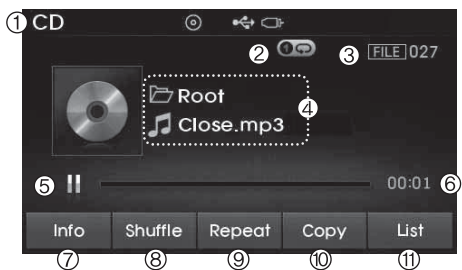 ① CD
② ① ③ FILE 027
Root ④
Close.mp3
⑤ 00:01 ⑥
Info Shuffle Repeat Copy List
⑦ ⑧ ⑨ ⑩ ⑪